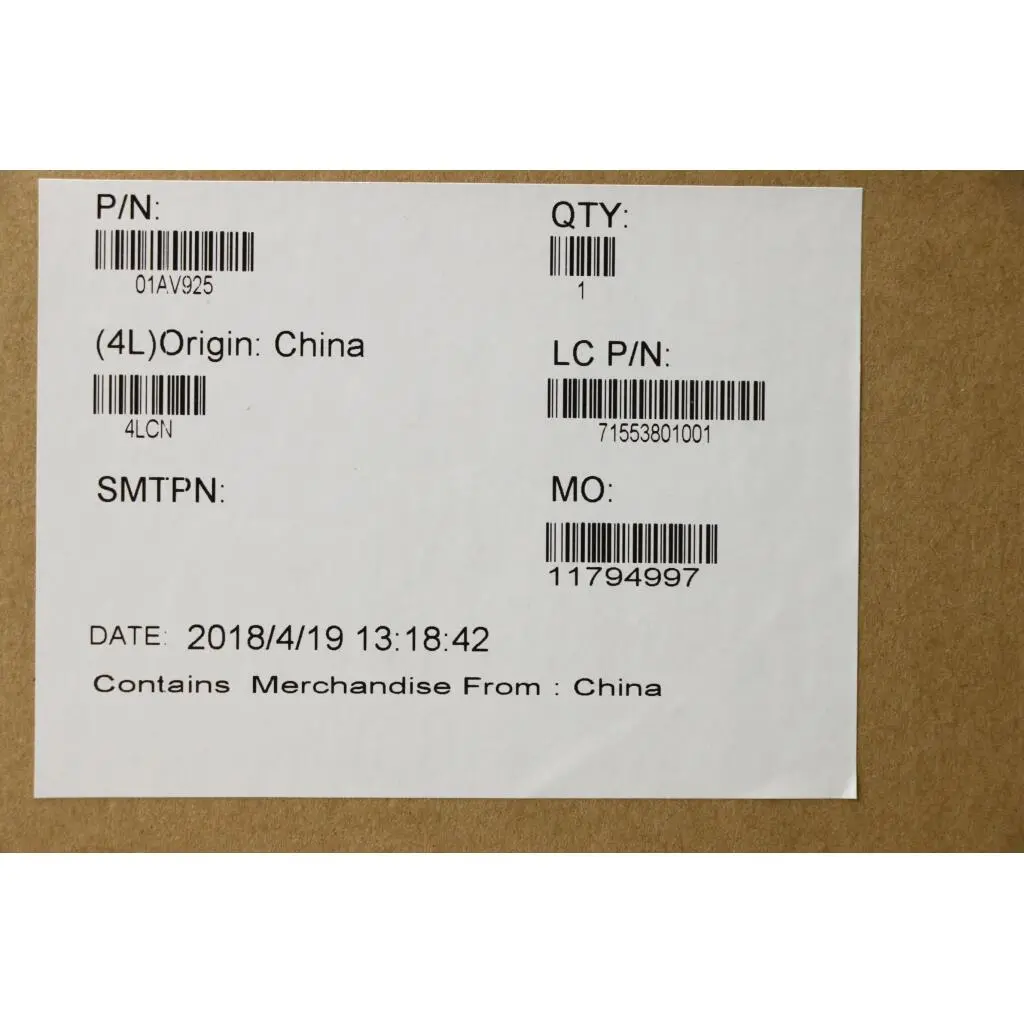 P/N:
01AV925
QTY:
1
(4L)Origin: China
4LCN
LC P/N:
71553801001
SMTPN:
MO:
11794997
DATE: 2018/4/19 13:18:42
Contains Merchandise From : China